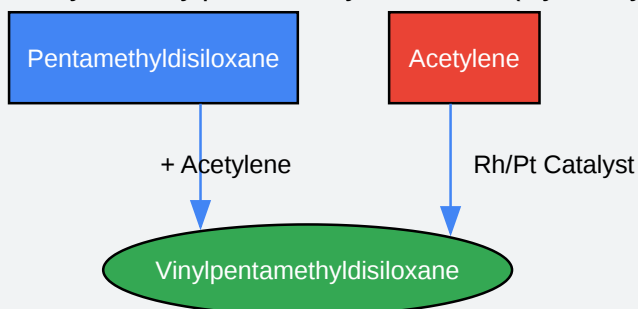 Pentamethyldisiloxane Acetylene
+ Acetylene Rh/Pt Catalyst
Vinylpentamethyldisiloxane